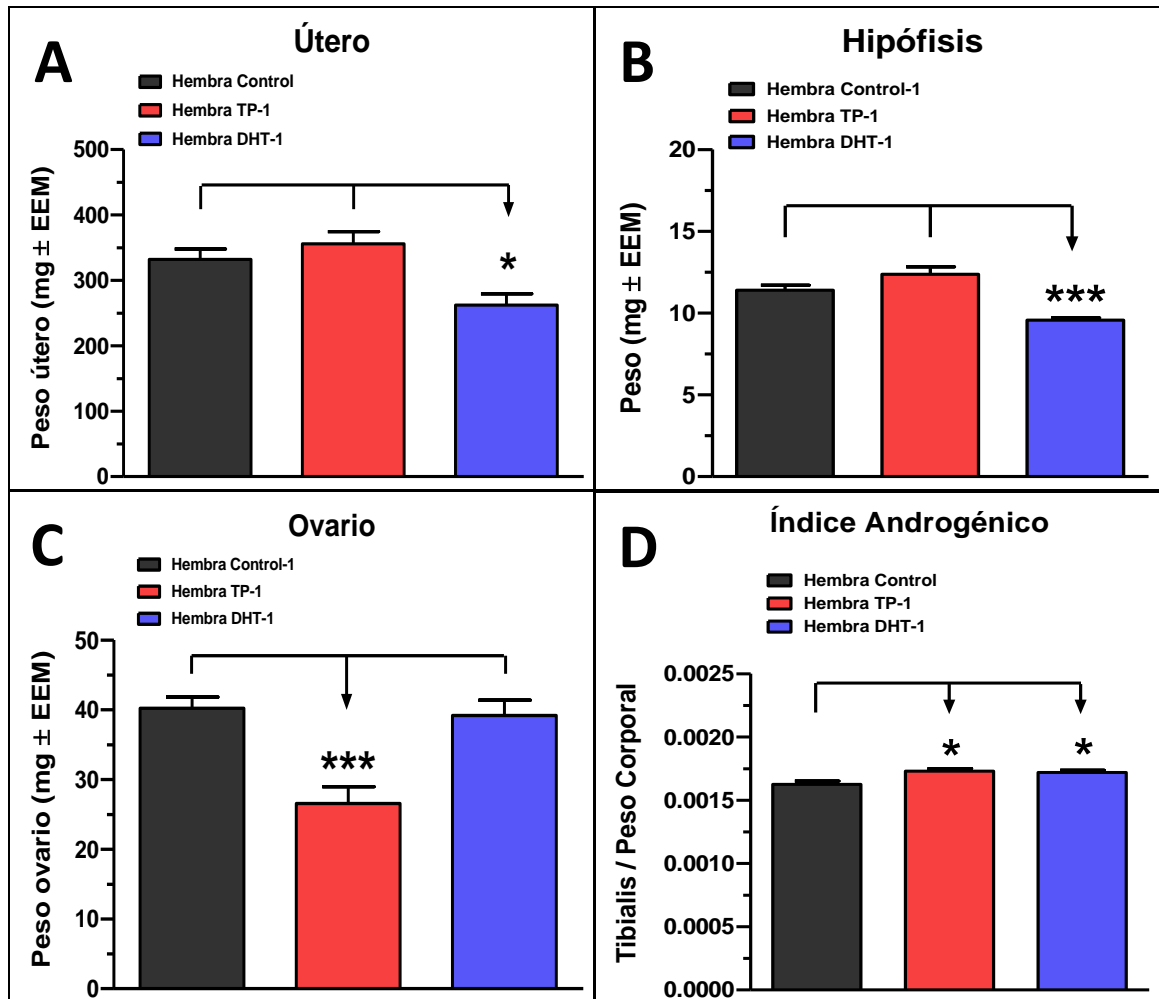 A
Útero
Hembra Control
Hembra TP-1
Hembra DHT-1
Peso útero (mg ± EEM)
500
400
300
200
100
0
*
B
Hipófisis
Hembra Control-1
Hembra TP-1
Hembra DHT-1
Peso (mg ± EEM)
20
15
10
5
0
***
C
Ovario
Hembra Control-1
Hembra TP-1
Hembra DHT-1
Peso ovario (mg ± EEM)
50
40
30
20
10
0
***
D
Índice Androgénico
Hembra Control
Hembra TP-1
Hembra DHT-1
Tibialis / Peso Corporal
0.0025
0.0020
0.0015
0.0010
0.0005
0.0000
* *